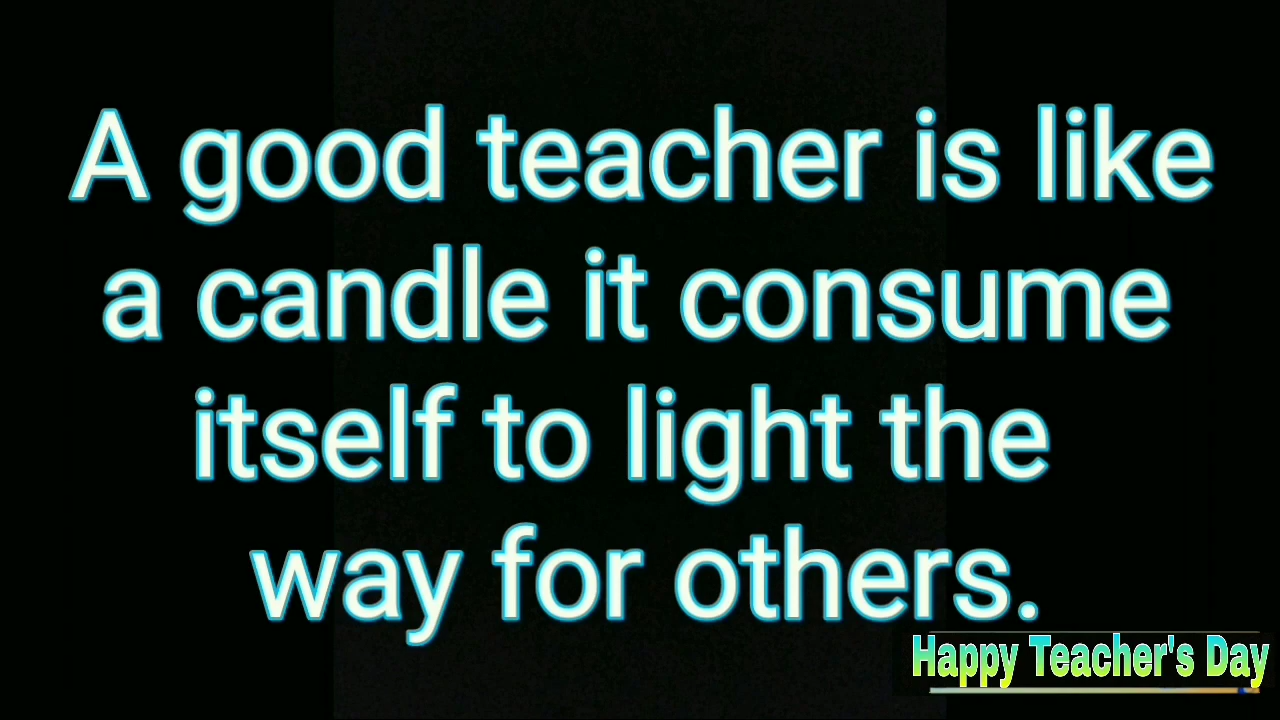 A good teacher is like
a candle it consume
itself to light the
way for others.
Happy Teacher's Day